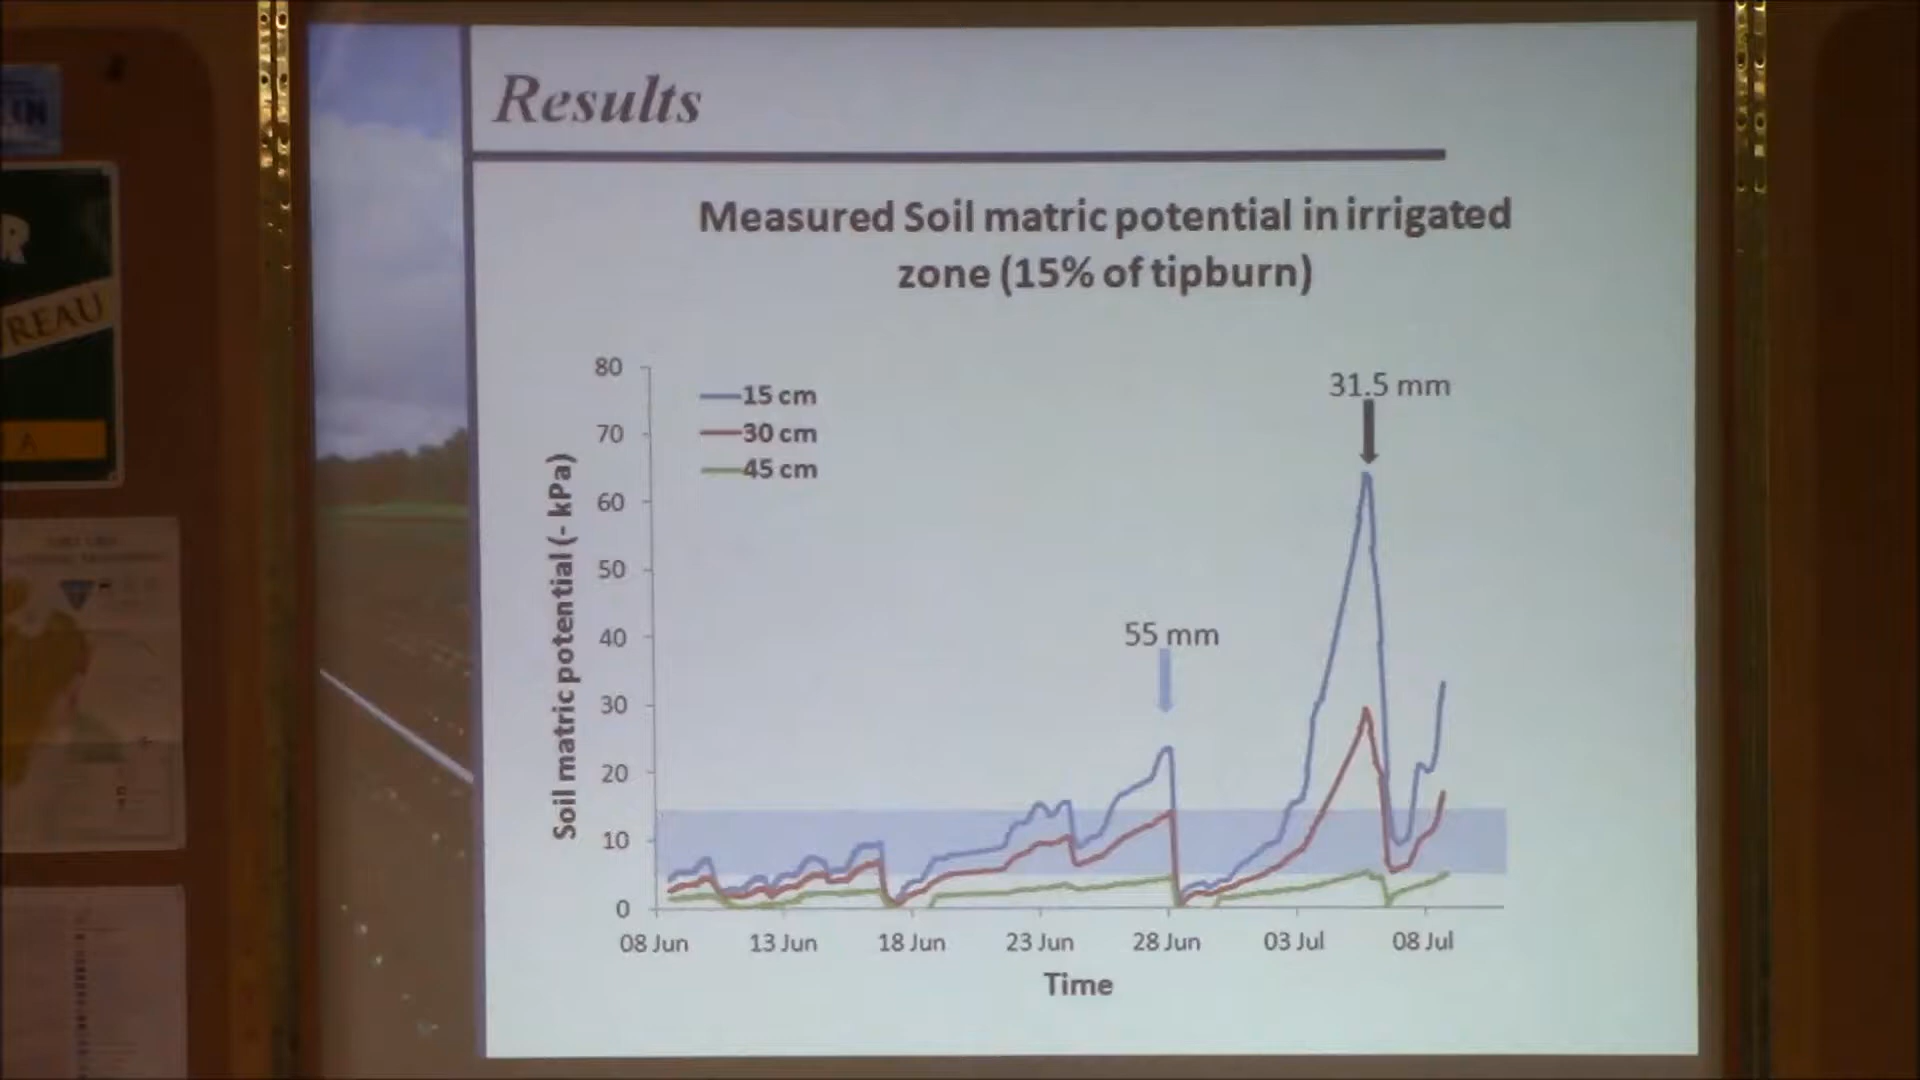 Results
Measured Soil matric potential in irrigated
zone (15% of tipburn)
80
70
60
50
40
30
20
10
0
Soil matric potential (- kPa)
15 cm
30 cm
45 cm
55 mm
31.5 mm
08 Jun
13 Jun
18 Jun
23 Jun
28 Jun
03 Jul
08 Jul
Time
R
REAU
A